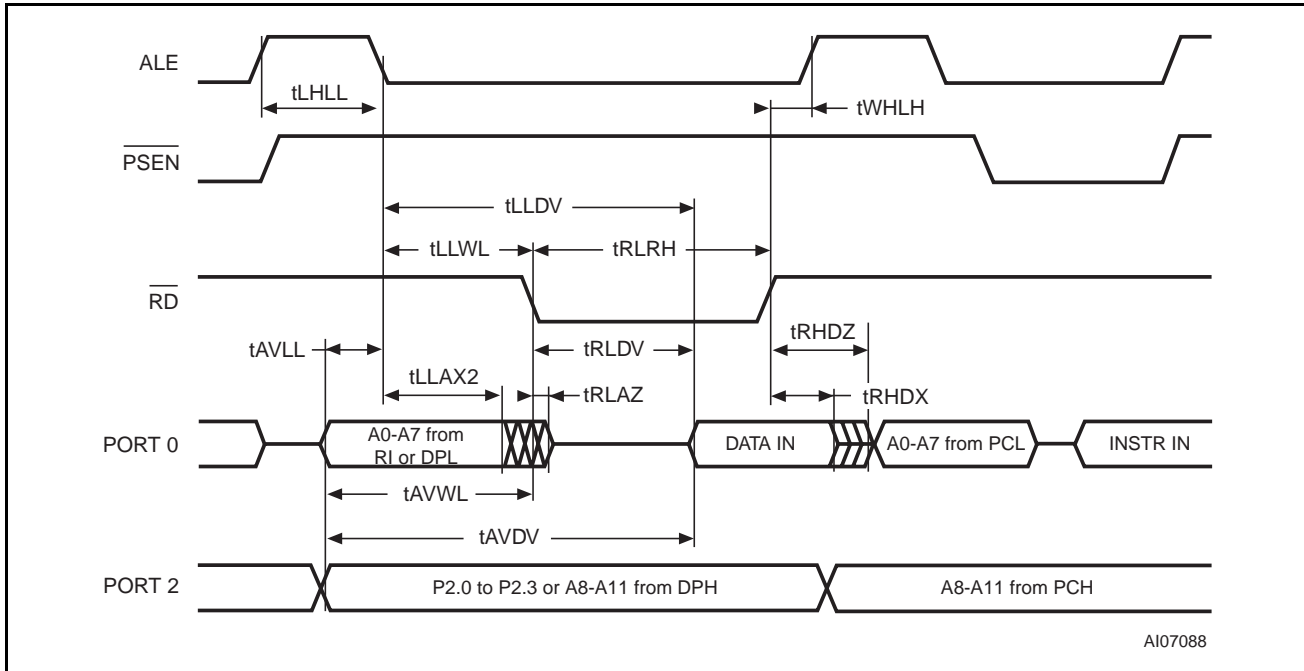 ALE
tLHLL
tWHLH
PSEN
tLLDV
tLLWL
tRLRH
RD
tRHDZ
tAVLL
tRLDV
tLLAX2
tRLAZ
tRHDX
PORT 0
A0-A7 from
RI or DPL
DATA IN
A0-A7 from PCL
INSTR IN
tAVWL
tAVDV
PORT 2
P2.0 to P2.3 or A8-A11 from DPH
A8-A11 from PCH
AI07088